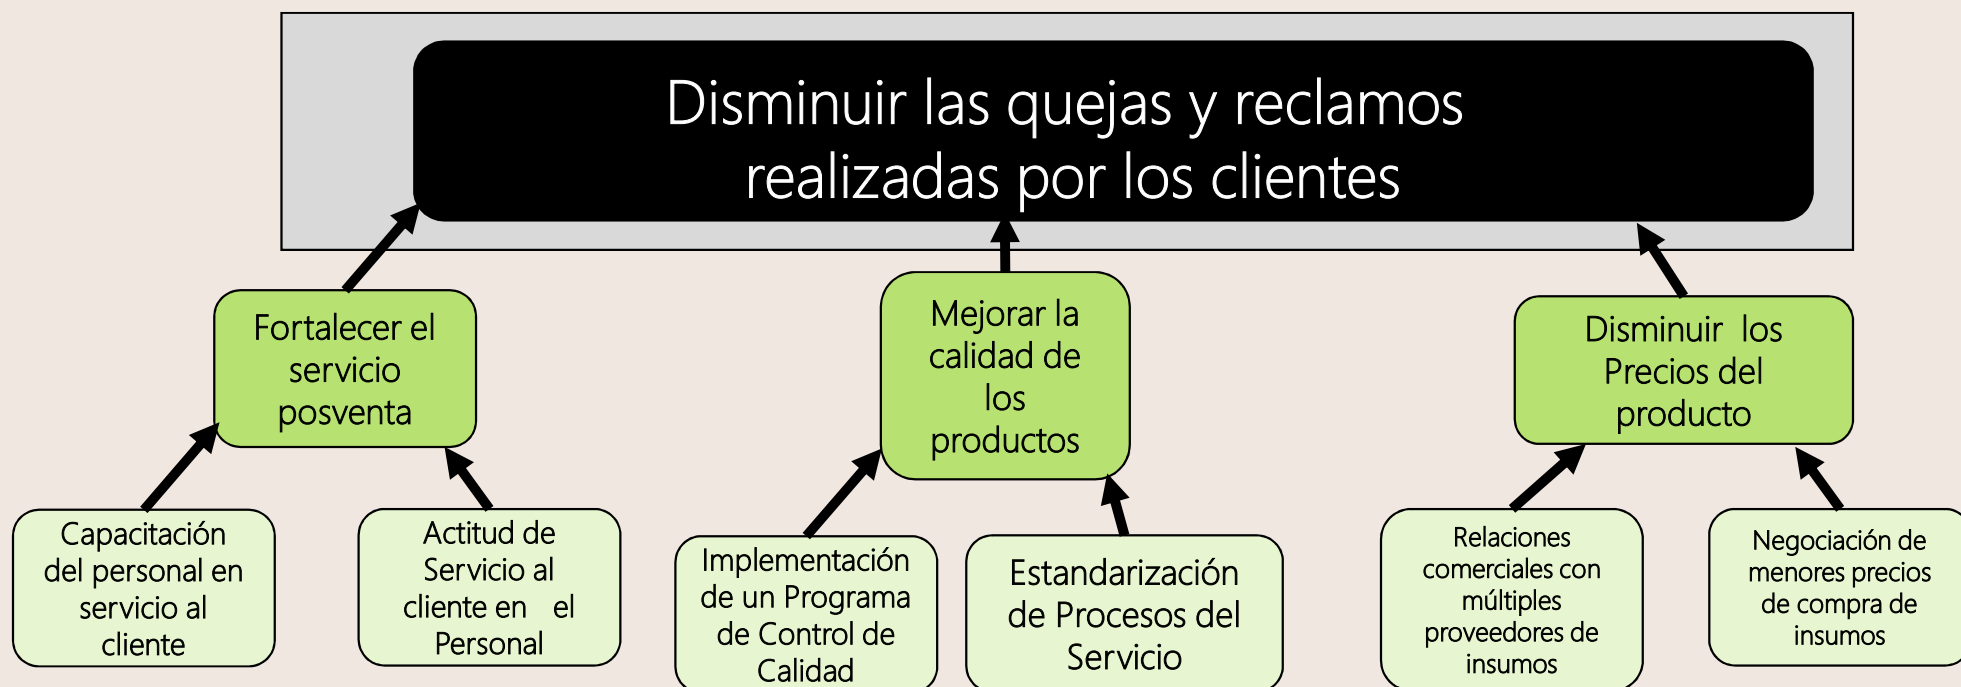 Disminuir las quejas y reclamos
realizadas por los clientes
Fortalecer el
servicio
posventa
Mejorar la
calidad de
los
productos
Disminuir los
Precios del
producto
Capacitación
del personal en
servicio al
cliente
Actitud de
Servicio al
cliente en el
Personal
Implementación
de un Programa
de Control de
Calidad
Estandarización
de Procesos del
Servicio
Relaciones
comerciales con
múltiples
proveedores de
insumos
Negociación de
menores precios
de compra de
insumos